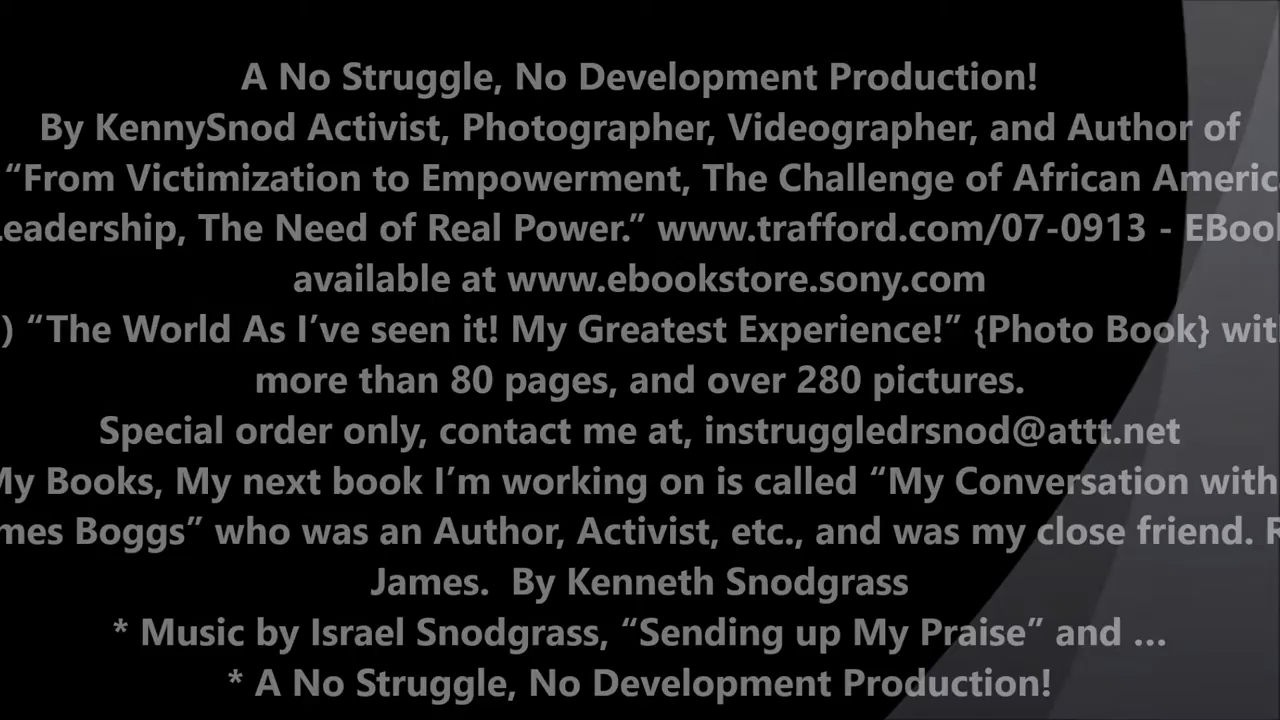 A No Struggle, No Development Production!
By KennySnod Activist, Photographer, Videographer, and Author of
“From Victimization to Empowerment, The Challenge of African Americ
eadership, The Need of Real Power.” www.trafford.com/07-0913 - EBook
available at www.ebookstore.sony.com
) “The World As I’ve seen it! My Greatest Experience!” {Photo Book} with
more than 80 pages, and over 280 pictures.
Special order only, contact me at, instruggledrsnod@attt.net
My Books, My next book I’m working on is called “My Conversation with
mes Boggs” who was an Author, Activist, etc., and was my close friend. R
James.  By Kenneth Snodgrass
* Music by Israel Snodgrass, “Sending up My Praise” and ...
* A No Struggle, No Development Production!